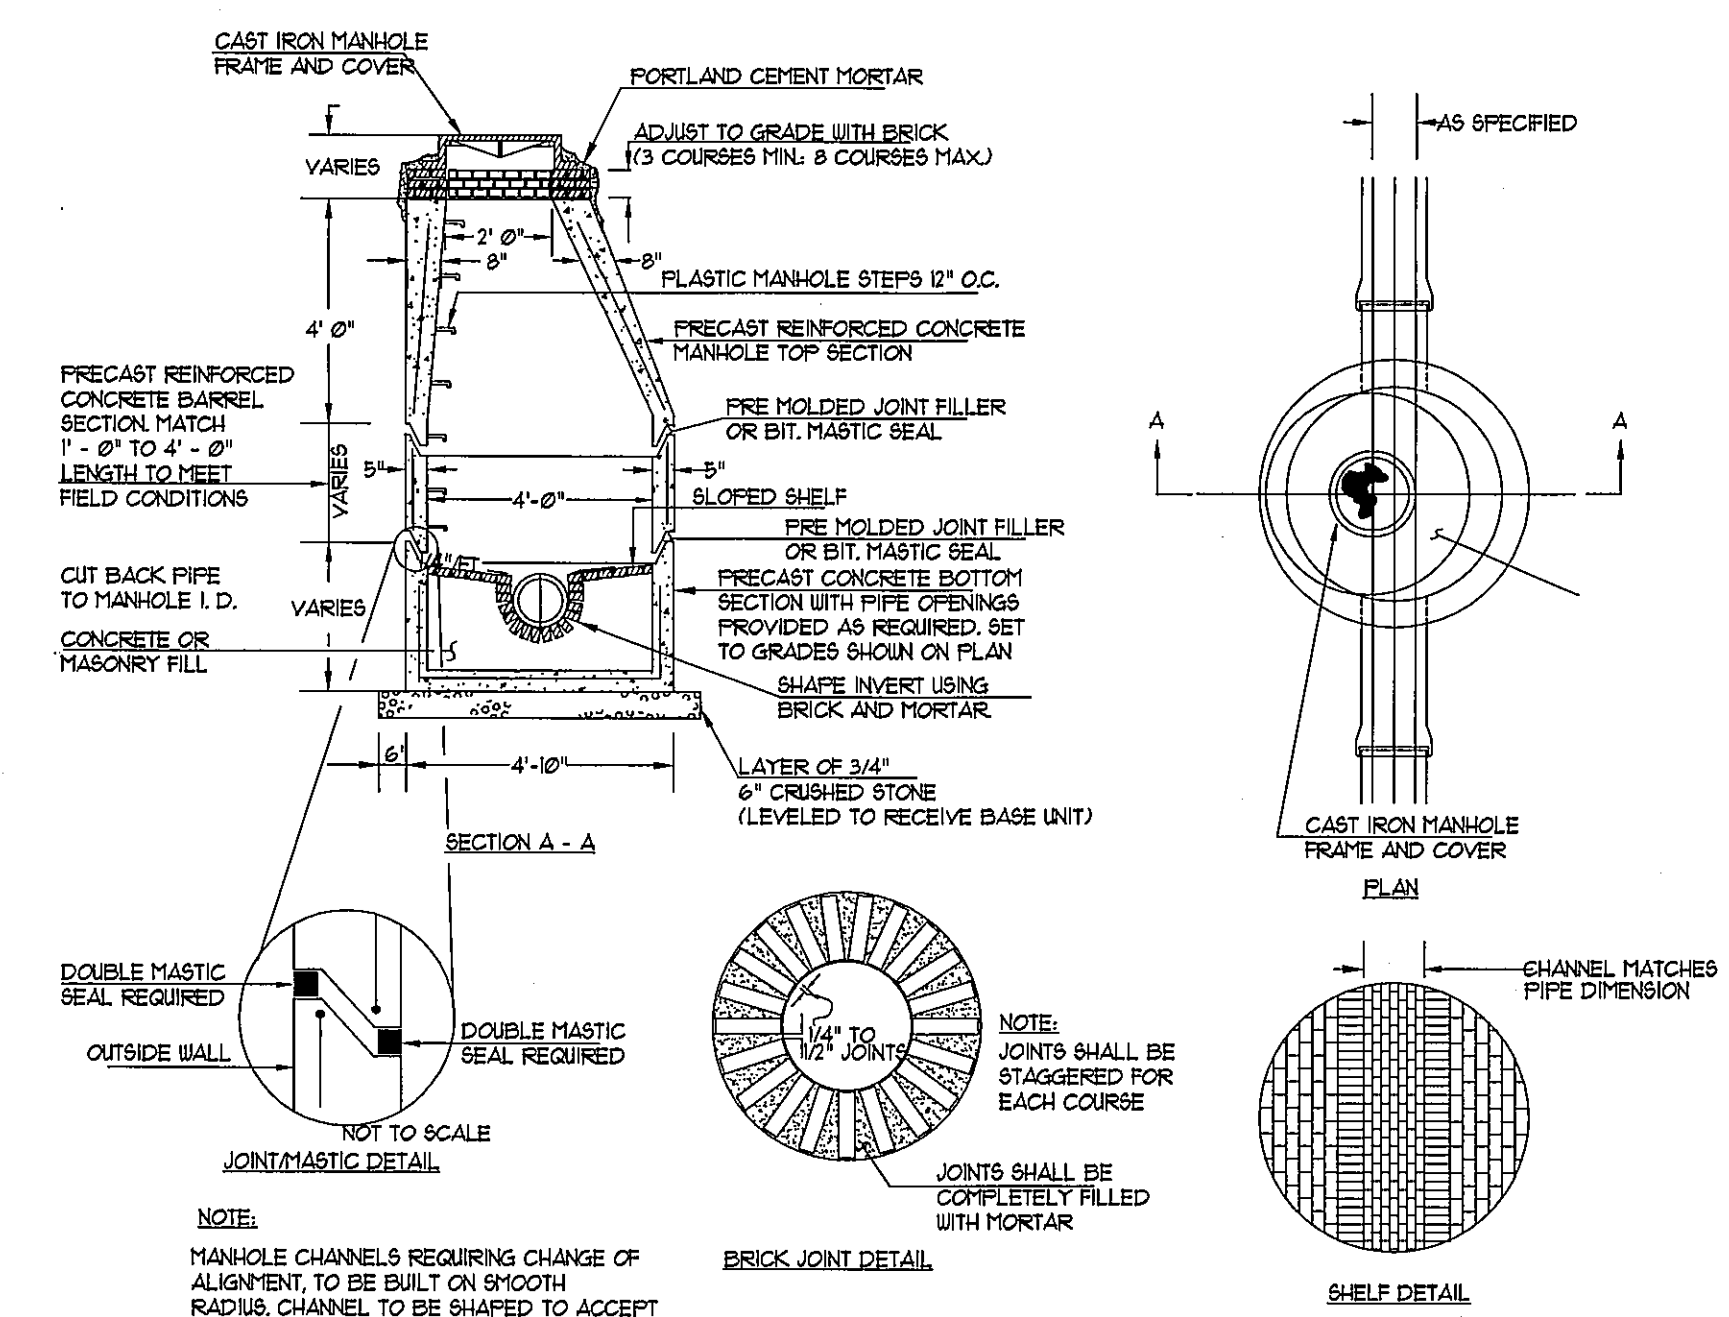 CAST IRON MANHOLE
FRAME AND COVER
PORTLAND CEMENT MORTAR
ADJUST TO GRADE WITH BRICK
(3 COURSES MIN.: 8 COURSES MAX.)
VARIES
2' 0"
8"
8"
PLASTIC MANHOLE STEPS 12" O.C.
4' 0"
PRECAST REINFORCED CONCRETE
MANHOLE TOP SECTION
PRECAST REINFORCED
CONCRETE BARREL
SECTION. MATCH
1' - 0" TO 4' - 0"
LENGTH TO MEET
FIELD CONDITIONS
PRE MOLDED JOINT FILLER
OR BIT. MASTIC SEAL
VARIES
5"
5"
4'-0"
SLOPED SHELF
PRE MOLDED JOINT FILLER
OR BIT. MASTIC SEAL
1/4"/FT
CUT BACK PIPE
TO MANHOLE I. D.
VARIES
PRECAST CONCRETE BOTTOM
SECTION WITH PIPE OPENINGS
PROVIDED AS REQUIRED. SET
TO GRADES SHOWN ON PLAN
CONCRETE OR
MASONRY FILL
SHAPE INVERT USING
BRICK AND MORTAR
6"
4'-10"
LAYER OF 3/4"
6" CRUSHED STONE
(LEVELED TO RECEIVE BASE UNIT)
SECTION A - A
AS SPECIFIED
A
A
CAST IRON MANHOLE
FRAME AND COVER
PLAN
DOUBLE MASTIC
SEAL REQUIRED
OUTSIDE WALL
DOUBLE MASTIC
SEAL REQUIRED
NOT TO SCALE
JOINT/MASTIC DETAIL
1/4" TO
1/2" JOINTS
NOTE:
JOINTS SHALL BE
STAGGERED FOR
EACH COURSE
JOINTS SHALL BE
COMPLETELY FILLED
WITH MORTAR
BRICK JOINT DETAIL
CHANNEL MATCHES
PIPE DIMENSION
SHELF DETAIL
NOTE:
MANHOLE CHANNELS REQUIRING CHANGE OF
ALIGNMENT, TO BE BUILT ON SMOOTH
RADIUS. CHANNEL TO BE SHAPED TO ACCEPT